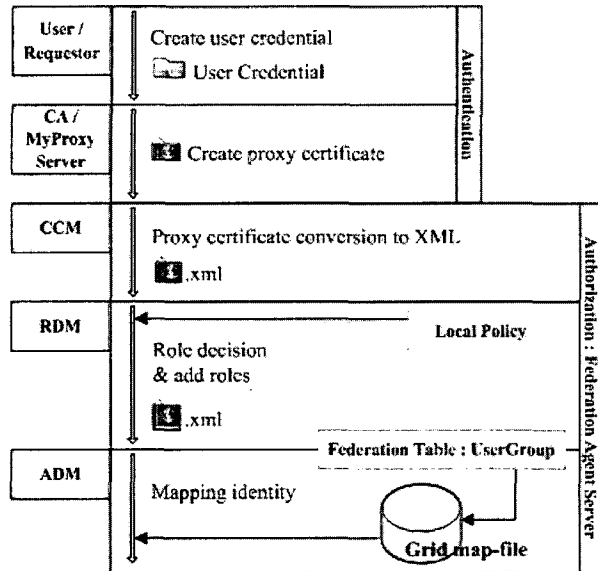 User /
Requestor
Create user credential
User Credential
Authentication
CA /
MyProxy
Server
Create proxy certificate
CCM
Proxy certificate conversion to XML
.xml
Authorization : Federation Agent Server
RDM
Local Policy
Role decision
& add roles
.xml
Federation Table : UserGroup
ADM
Mapping identity
Grid map-file